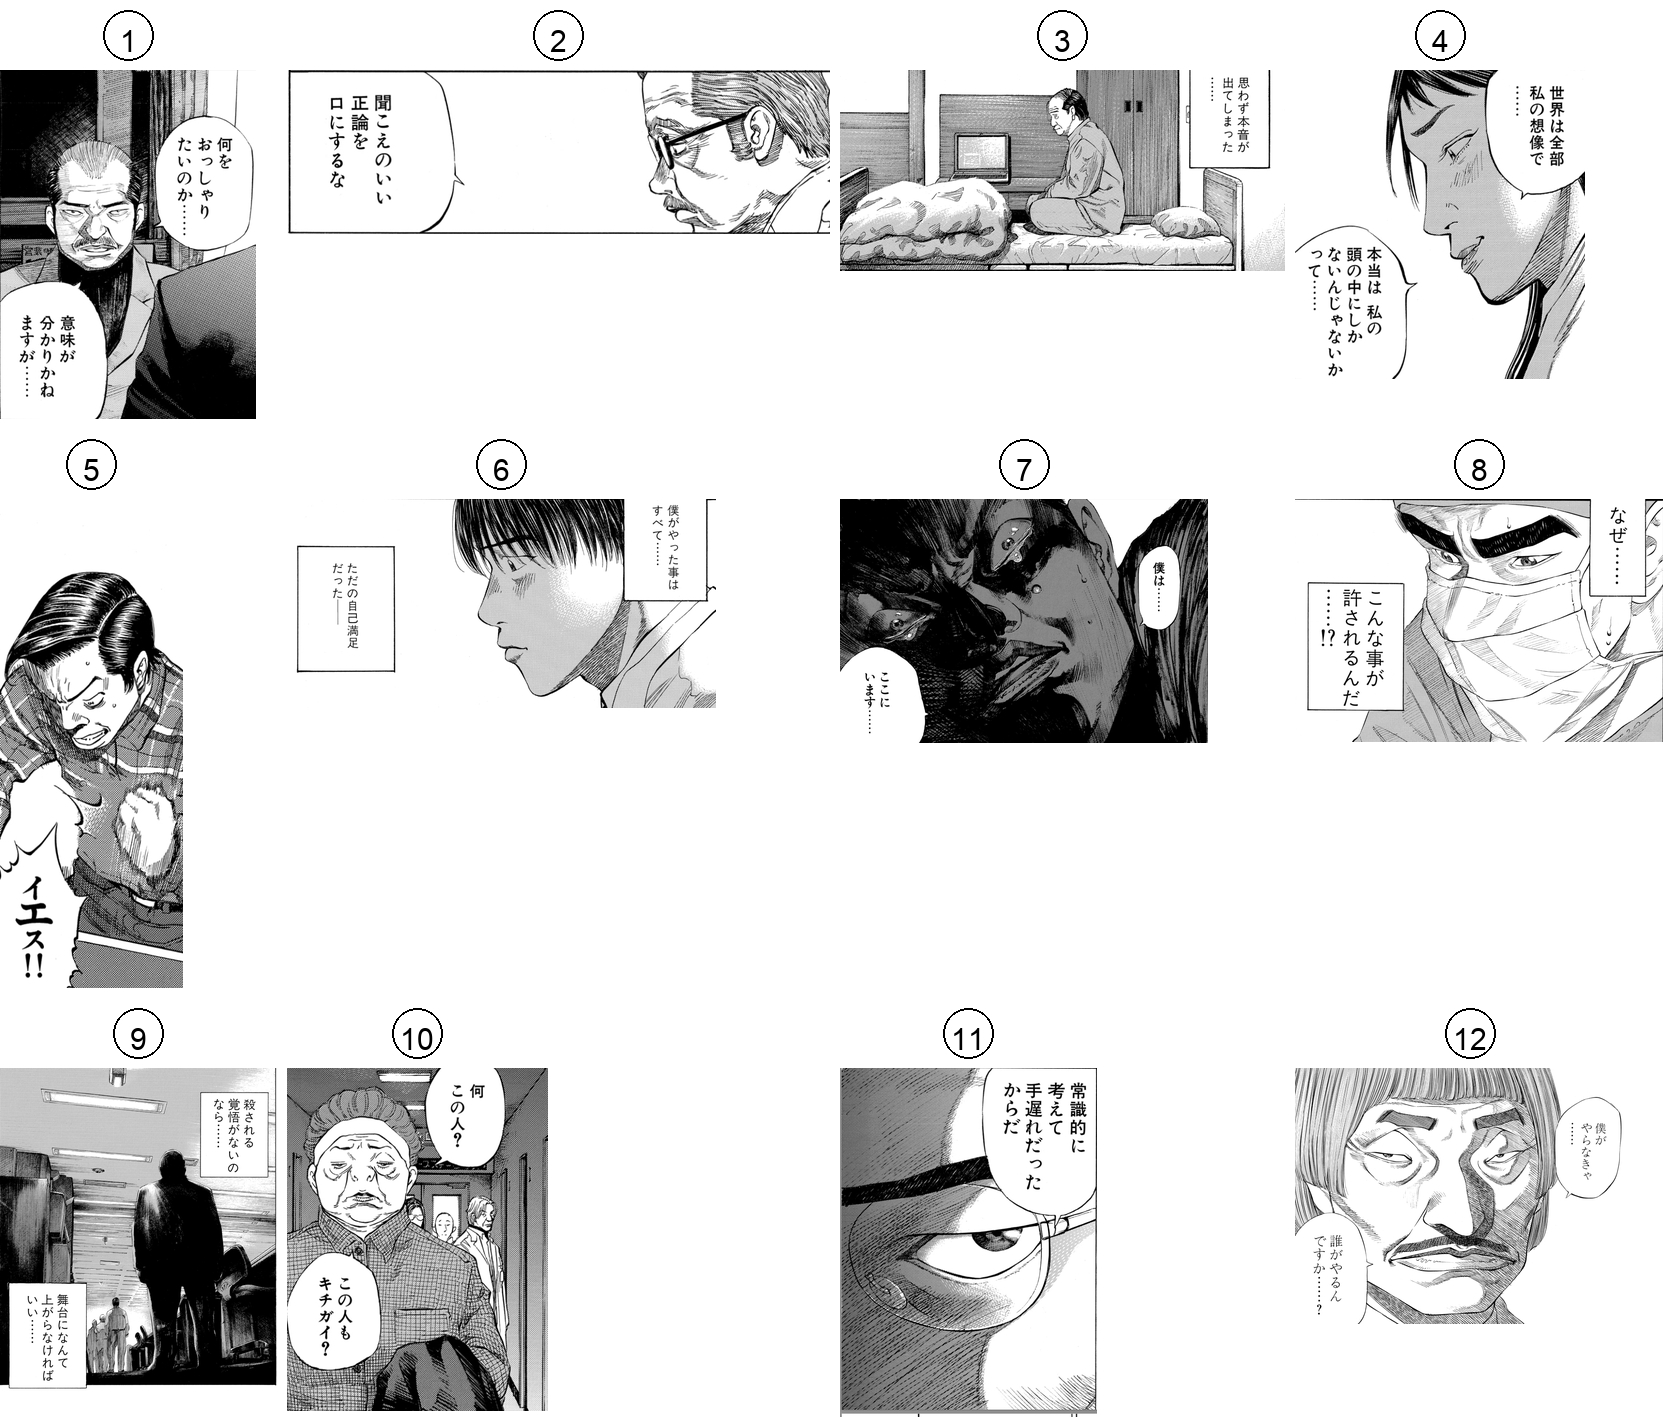 1
何を
おっしゃり
たいのか……
意味が
分かりかね
ますが……
2
聞こえのいい
正論を
口にするな
3
思わず本音が
出てしまった
……
4
世界は全部
私の想像で
……
本当は 私の
頭の中にしか
ないんじゃないか
って……
5
イエス!!
6
僕がやった事は
すべて……
ただの自己満足
だった──
7
僕は……
ここに
います……
8
なぜ……
こんな事が
許されるんだ
……!?
9
殺される
覚悟がないの
なら……
舞台になんて
上がらなければ
いい……
10
何
この人?
この人も
キチガイ?
11
常識的に
考えて
手遅れだった
からだ
12
僕が
やらなきゃ
……
誰がやるん
ですか……?